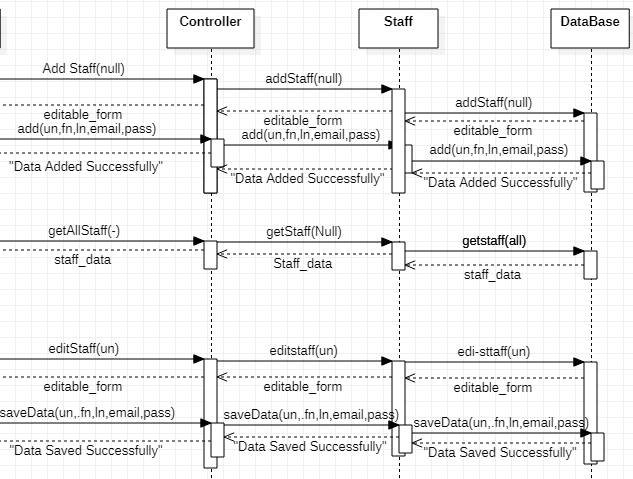 Controller
Staff
DataBase
Add Staff(null)
addStaff(null)
addStaff(null)
editable_form
editable_form
editable_form
add(un,fn,ln,email,pass)
add(un,fn,ln,email,pass)
add(un,fn,ln,email,pass)
"Data Added Successfully"
"Data Added Successfully"
"Data Added Successfully"
getAllStaff(-)
getStaff(Null)
getstaff(all)
staff_data
Staff_data
staff_data
editStaff(un)
editstaff(un)
edi-sttaff(un)
editable_form
editable_form
editable_form
saveData(un,.fn,ln,email,pass)
saveData(un,.fn,ln,email,pass)
saveData(un,.fn,ln,email,pass)
"Data Saved Successfully"
"Data Saved Successfully"
"Data Saved Successfully"